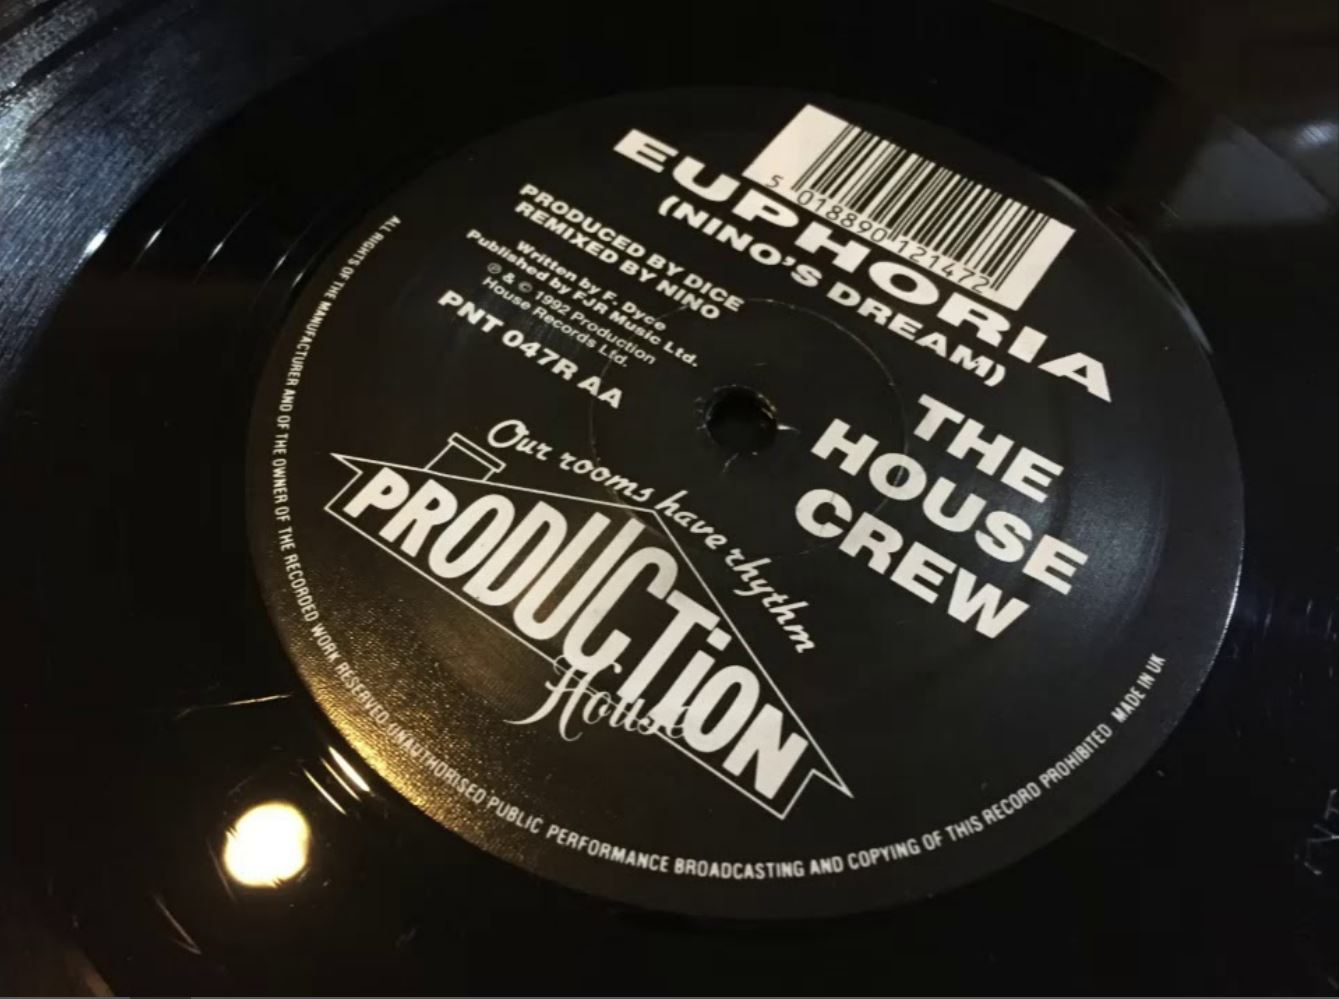 5 018890 121472
EUPHORIA
(NINO'S DREAM)
PRODUCED BY DICE
REMIXED BY NINO
Written by F. Dyce
Published by FJR Music Ltd.
℗ & © 1992 Production
House Records Ltd.
PNT 047R AA
THE
HOUSE
CREW
Our rooms have rhythm
PRODUCTiON
House
ALL RIGHTS OF THE MANUFACTURER AND OF THE OWNER OF THE RECORDED WORK RESERVED UNAUTHORISED PUBLIC PERFORMANCE BROADCASTING AND COPYING OF THIS RECORD PROHIBITED MADE IN UK